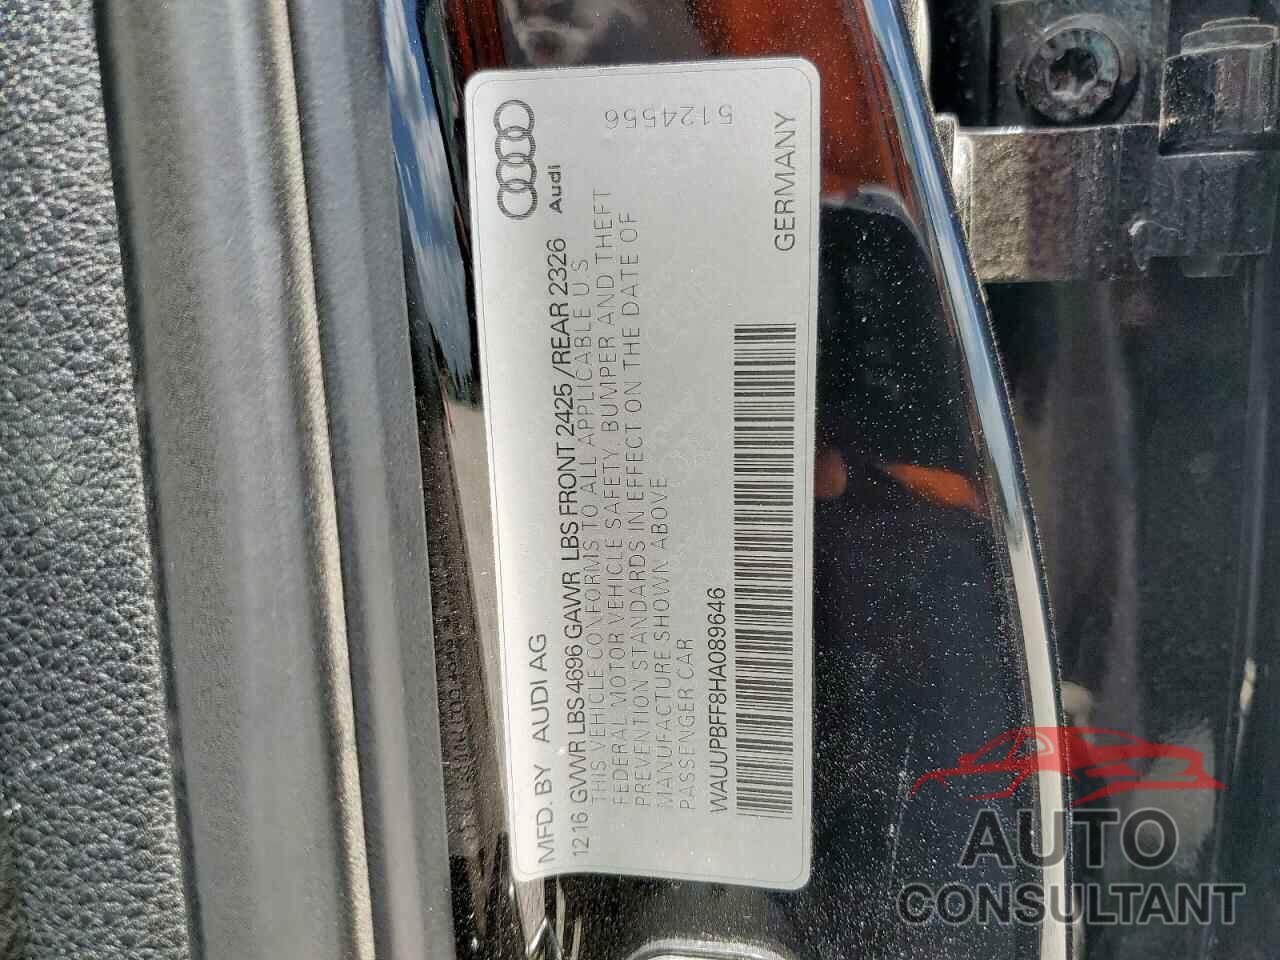 MFD. BY AUDI AG
Audi
12 16 GVWR LBS 4696 GAWR LBS FRONT 2425 /REAR 2326
THIS VEHICLE CONFORMS TO ALL APPLICABLE U.S.
FEDERAL MOTOR VEHICLE SAFETY, BUMPER AND THEFT
PREVENTION STANDARDS IN EFFECT ON THE DATE OF
MANUFACTURE SHOWN ABOVE
PASSENGER CAR
5124556
WAUUPBFF8HA089646
GERMANY
AUTO
CONSULTANT